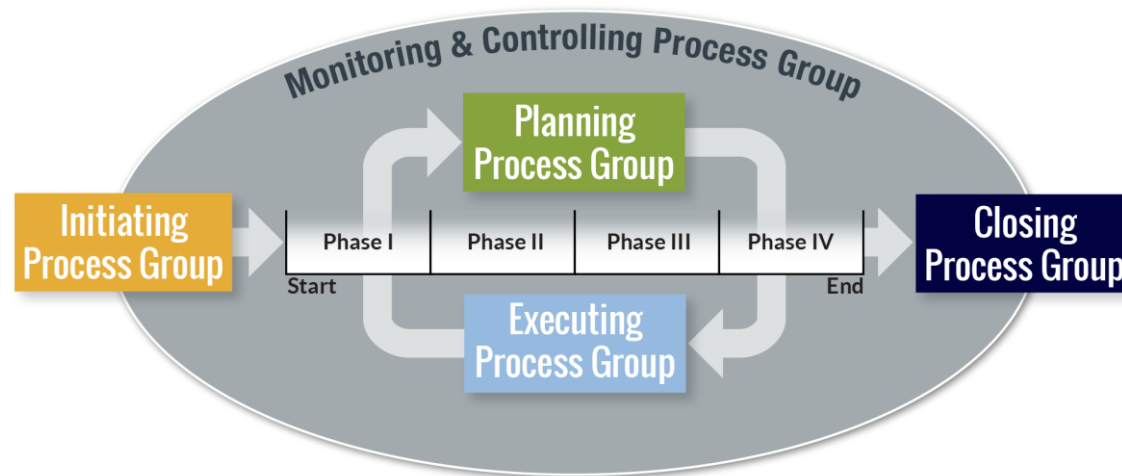 Monitoring & Controlling Process Group
Planning
Process Group
Initiating
Process Group
Phase I
Phase II
Phase III
Phase IV
Closing
Process Group
Start
End
Executing
Process Group